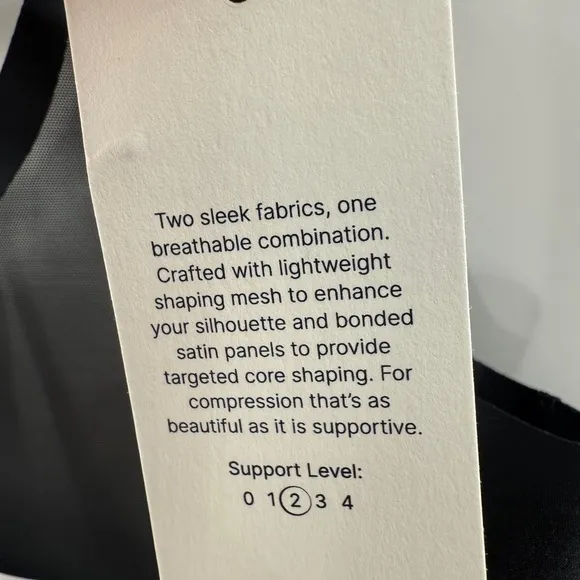 Two sleek fabrics, one
breathable combination.
Crafted with lightweight
shaping mesh to enhance
your silhouette and bonded
satin panels to provide
targeted core shaping. For
compression that's as
beautiful as it is supportive.
Support Level:
0 1 2 3 4